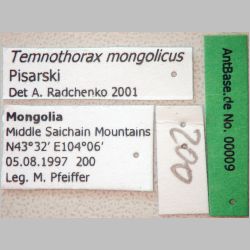 Temnothorax mongolicus
Pisarski
Det A. Radchenko 2001
Mongolia
Middle Saichain Mountains
N43°32' E104°06'
05.08.1997 200
Leg. M. Pfeiffer
200
AntBase.de No. 00009